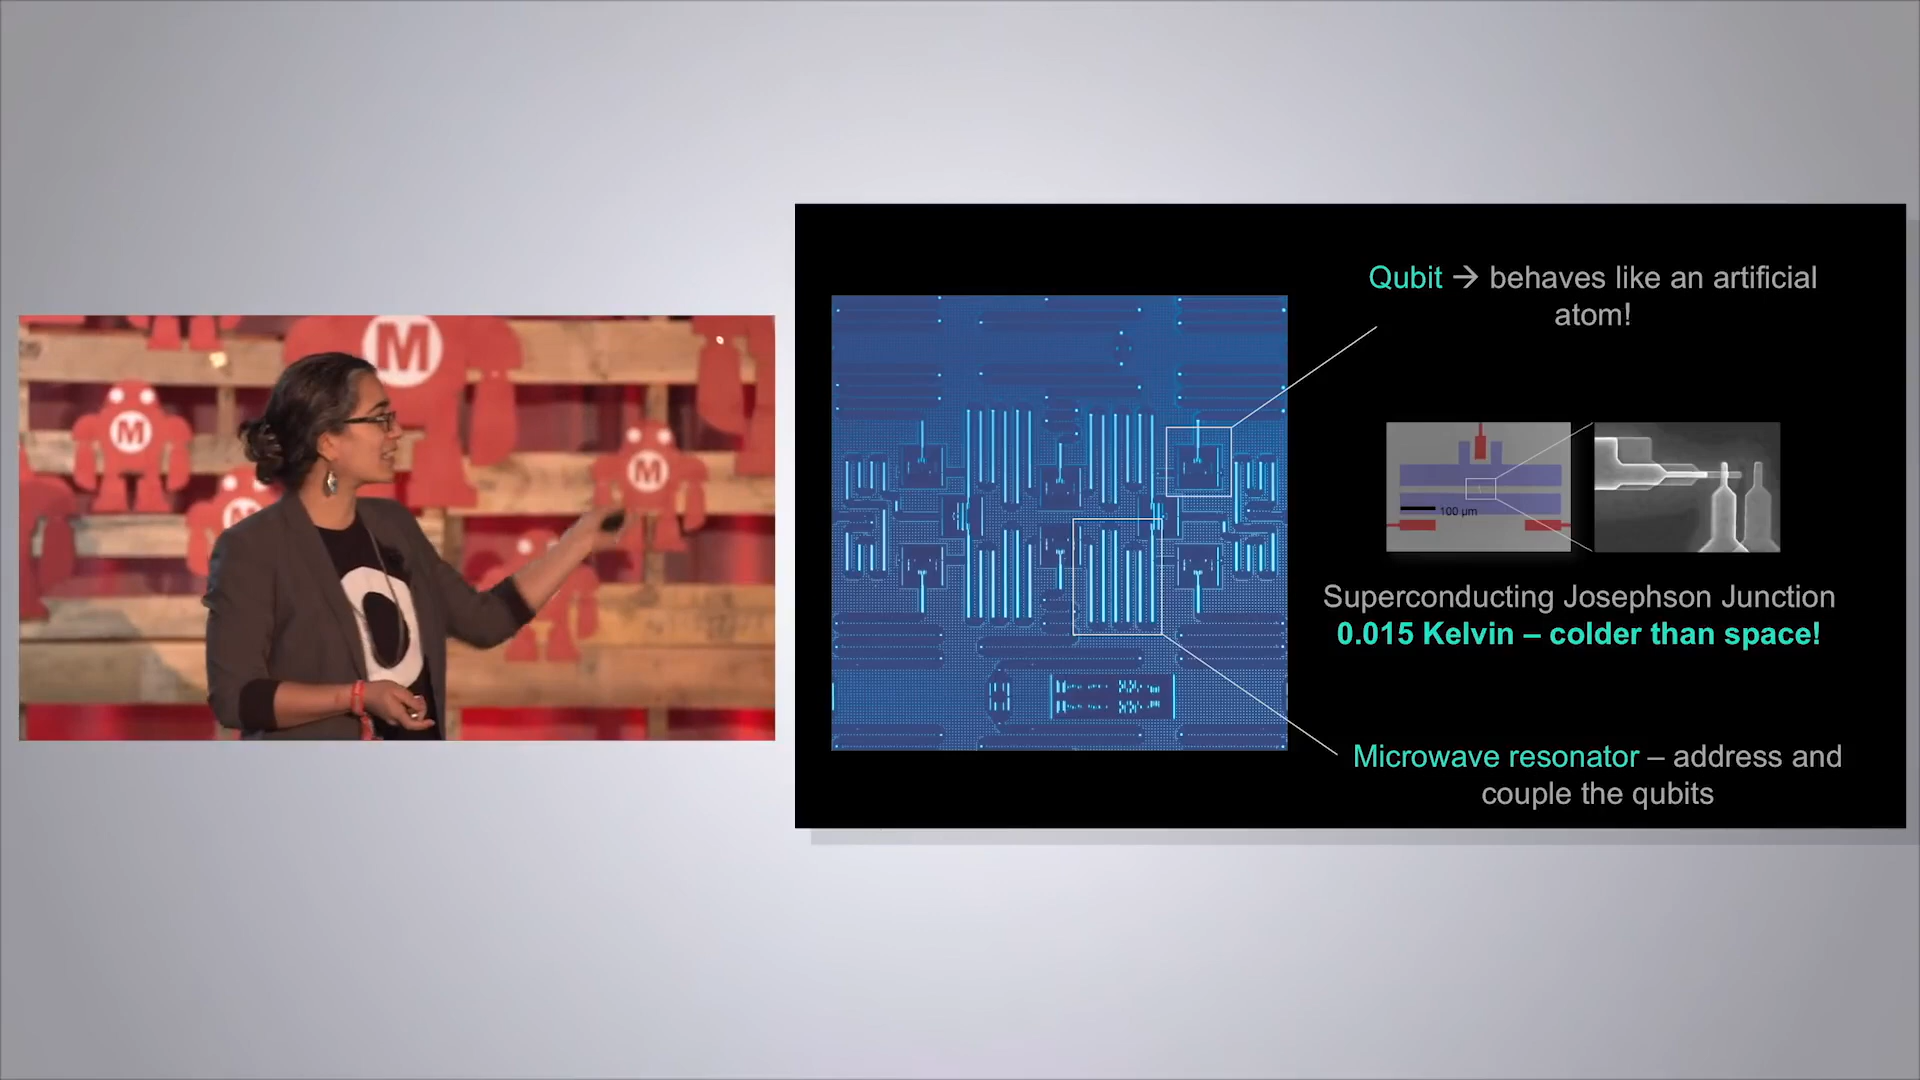 M
M
M
M
Qubit → behaves like an artificial
atom!
100 µm
Superconducting Josephson Junction
0.015 Kelvin – colder than space!
Microwave resonator – address and
couple the qubits